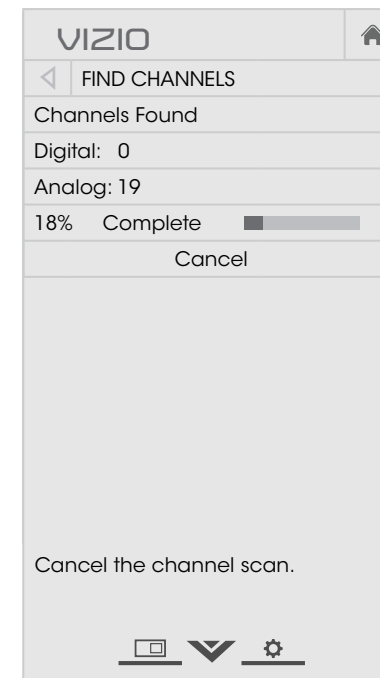 VIZIO
FIND CHANNELS
Channels Found
Digital: 0
Analog: 19
18% Complete
Cancel
Cancel the channel scan.